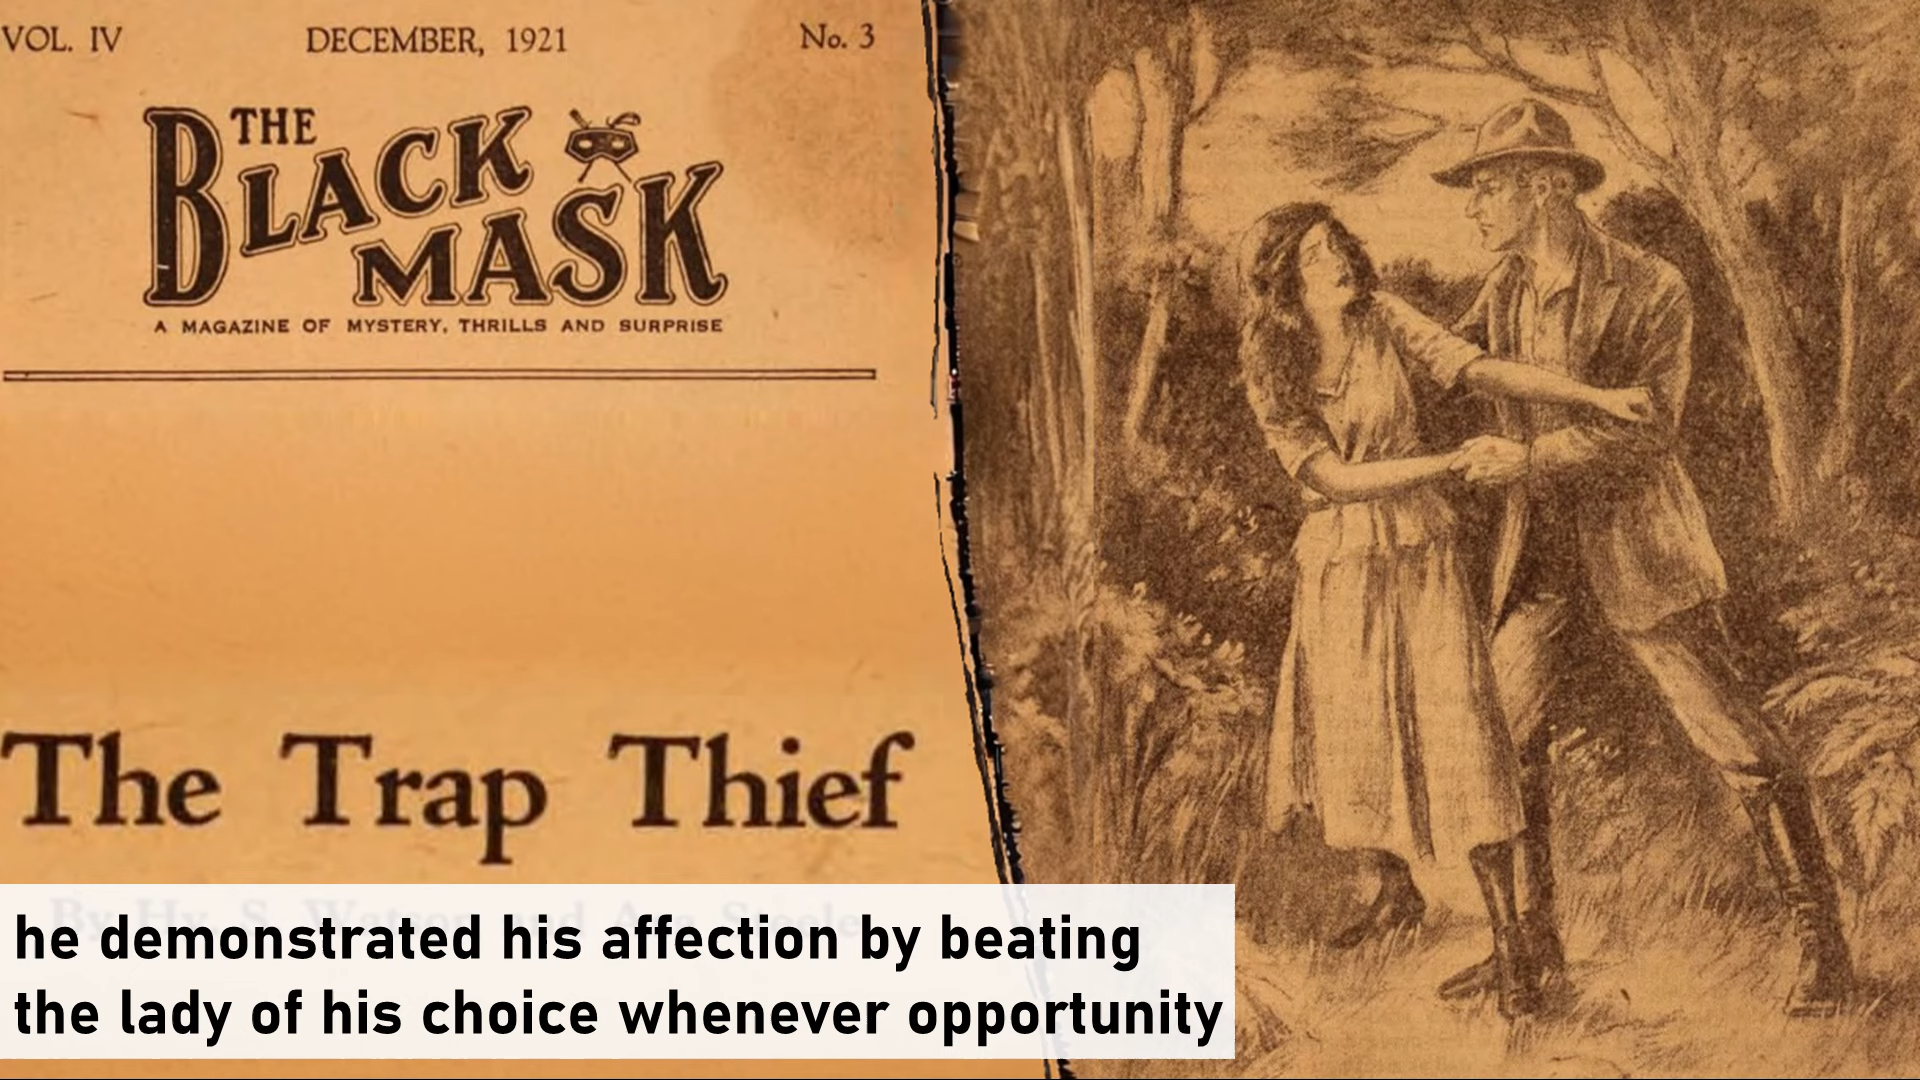 VOL. IV DECEMBER, 1921 No. 3
THE
BLACK
MASK
A MAGAZINE OF MYSTERY, THRILLS AND SURPRISE
The Trap Thief
he demonstrated his affection by beating
the lady of his choice whenever opportunity